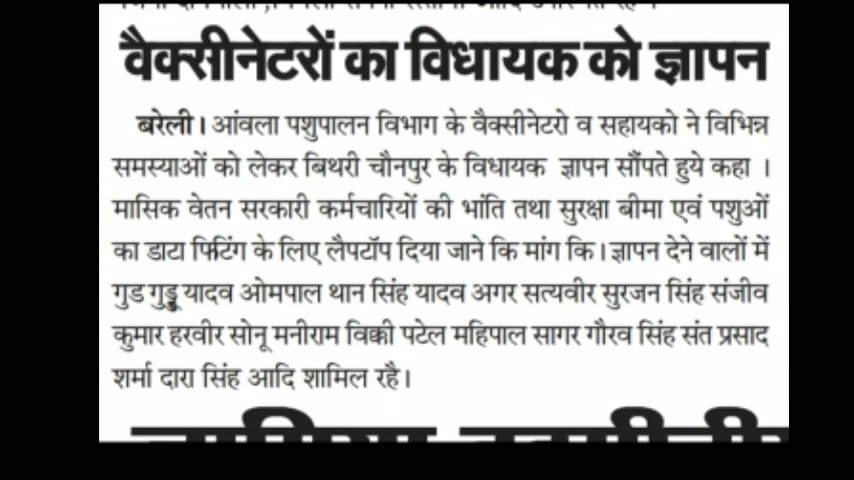 वैक्सीनेटरों का विधायक को ज्ञापन
बरेली। आंवला पशुपालन विभाग के वैक्सीनेटरो व सहायको ने विभिन्न
समस्याओं को लेकर बिथरी चौनपुर के विधायक ज्ञापन सौंपते हुये कहा ।
मासिक वेतन सरकारी कर्मचारियों की भांति तथा सुरक्षा बीमा एवं पशुओं
का डाटा फिटिंग के लिए लैपटॉप दिया जाने कि मांग कि। ज्ञापन देने वालों में
गुड गुड्डू यादव ओमपाल थान सिंह यादव अगर सत्यवीर सुरजन सिंह संजीव
कुमार हरवीर सोनू मनीराम विक्की पटेल महिपाल सागर गौरव सिंह संत प्रसाद
शर्मा दारा सिंह आदि शामिल रहै।